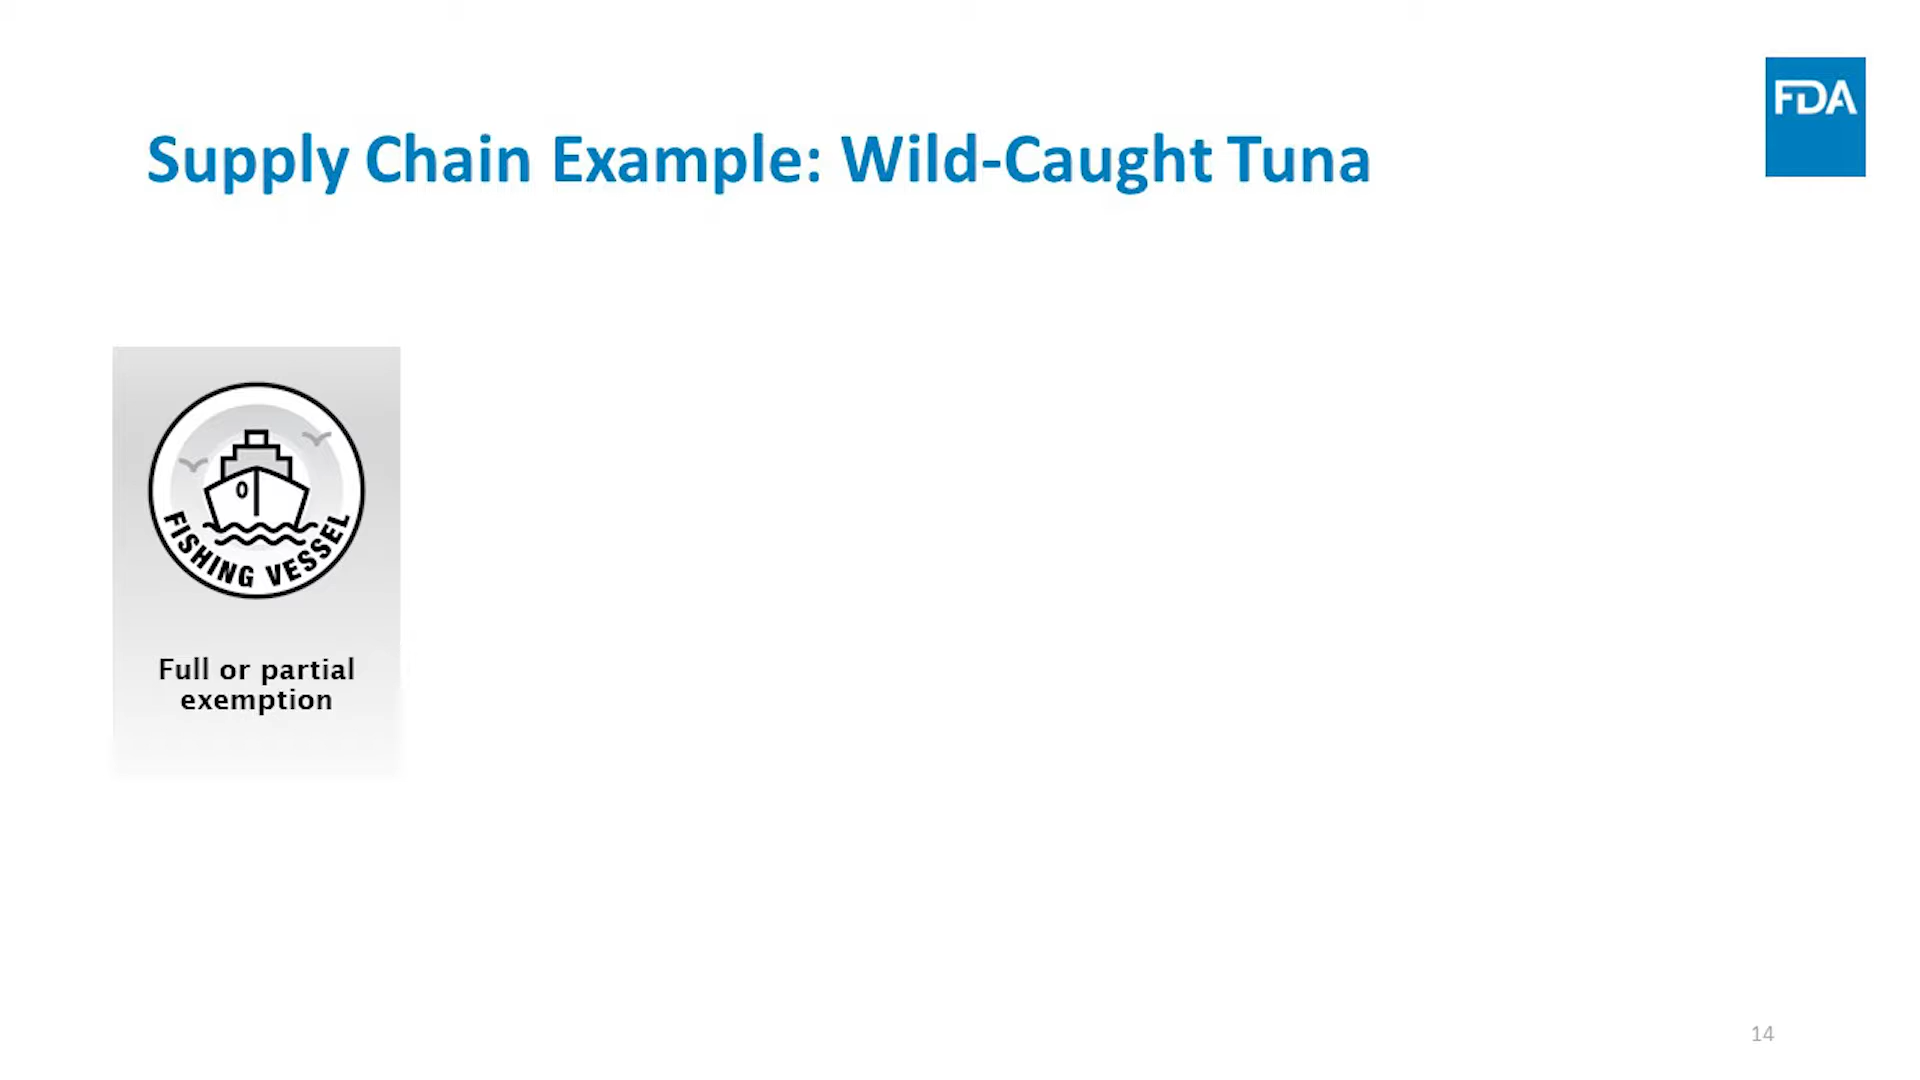 FDA
Supply Chain Example: Wild-Caught Tuna
FISHING VESSEL
Full or partial
exemption
14